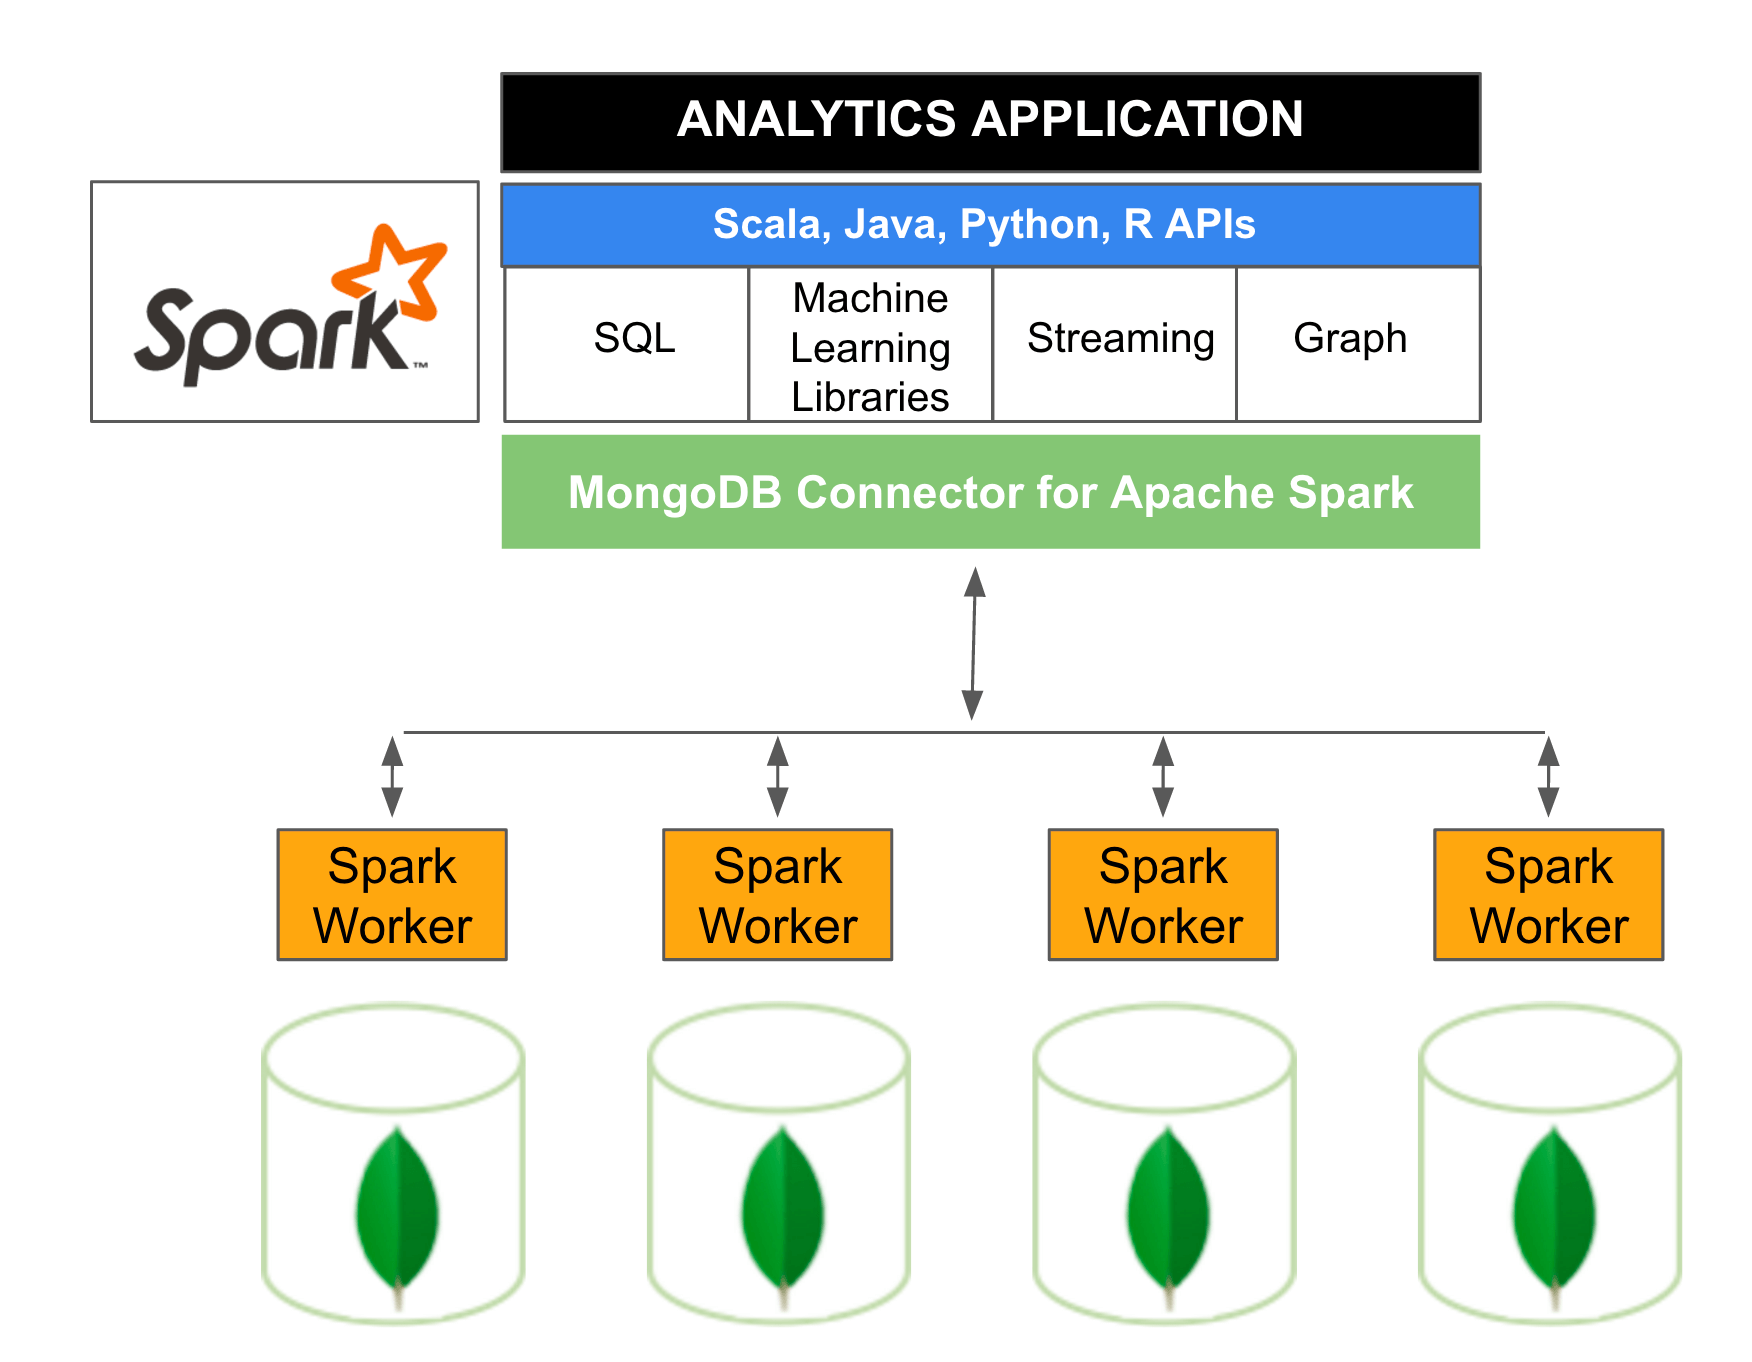 ANALYTICS APPLICATION
Spark™
Scala, Java, Python, R APIs
SQL
Machine
Learning
Libraries
Streaming
Graph
MongoDB Connector for Apache Spark
Spark
Worker
Spark
Worker
Spark
Worker
Spark
Worker